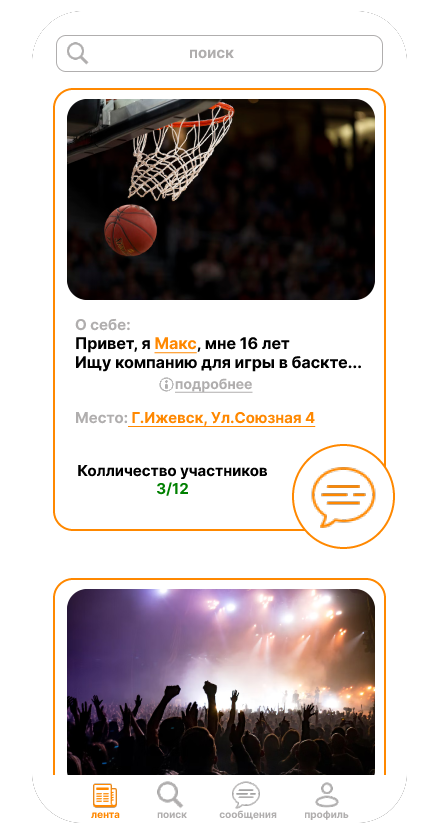 поиск
О себе:
Привет, я Макс, мне 16 лет
Ищу компанию для игры в баскте...
подробнее
Место: Г.Ижевск, Ул.Союзная 4
Колличество участников
3/12
лента
поиск
сообщения
профиль